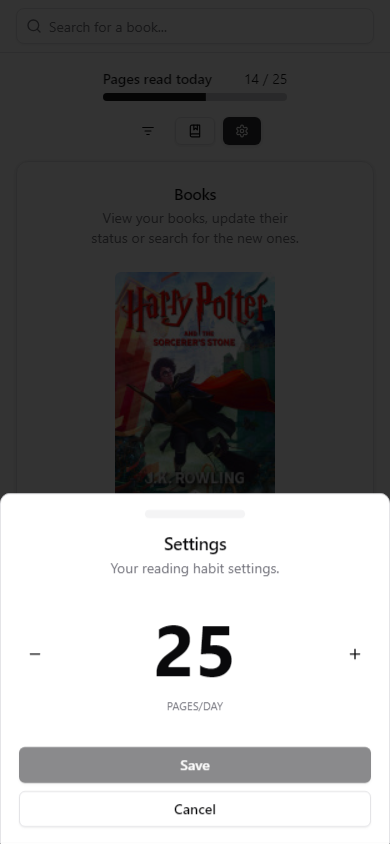 Search for a book...
Pages read today 14 / 25
Books
View your books, update their
status or search for the new ones.
Harry Potter
AND THE
SORCERER'S STONE
J.K. ROWLING
Settings
Your reading habit settings.
− 25 +
PAGES/DAY
Save
Cancel